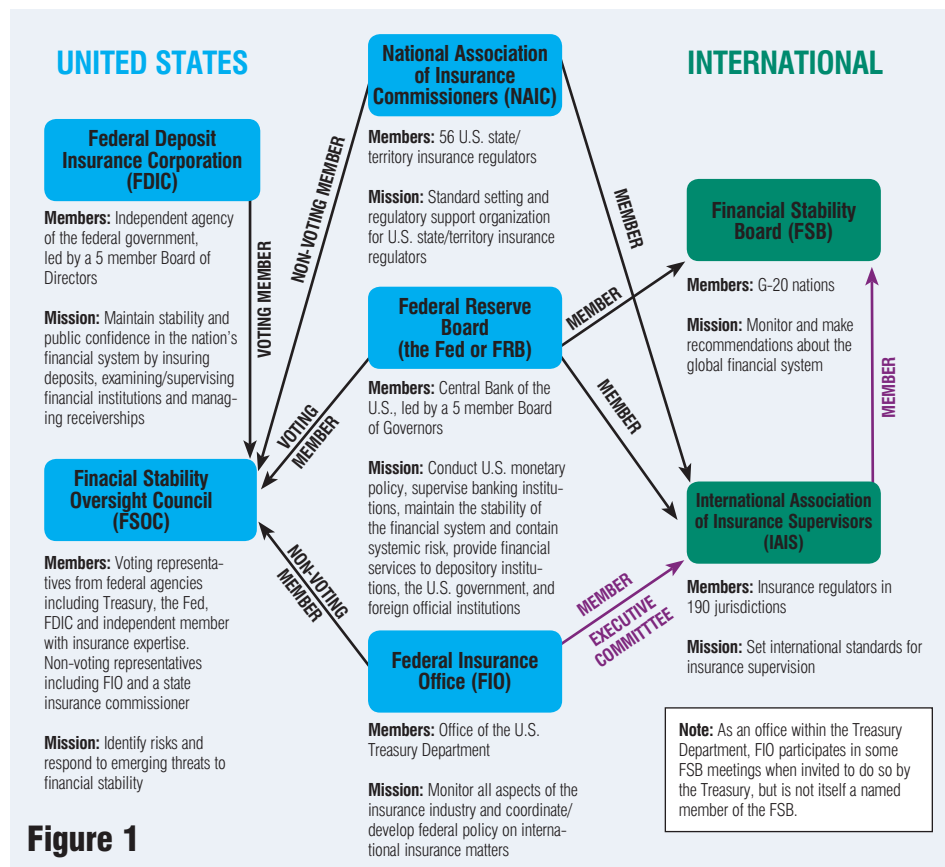 UNITED STATES
Federal Deposit
Insurance Corporation
(FDIC)
Members: Independent agency
of the federal government,
led by a 5 member Board of
Directors
Mission: Maintain stability and
public confidence in the nation's
financial system by insuring
deposits, examining/supervising
financial institutions and manag-
ing receiverships
VOTING MEMBER
Finacial Stability
Oversight Council
(FSOC)
Members: Voting representa-
tives from federal agencies
including Treasury, the Fed,
FDIC and independent member
with insurance expertise.
Non-voting representatives
including FIO and a state
insurance commissioner
Mission: Identify risks and
respond to emerging threats to
financial stability
National Association
of Insurance
Commissioners (NAIC)
Members: 56 U.S. state/
territory insurance regulators
Mission: Standard setting and
regulatory support organization
for U.S. state/territory insurance
regulators
NON-VOTING MEMBER
MEMBER
Federal Reserve
Board
(the Fed or FRB)
Members: Central Bank of the
U.S., led by a 5 member Board
of Governors
Mission: Conduct U.S. monetary
policy, supervise banking institu-
tions, maintain the stability of
the financial system and contain
systemic risk, provide financial
services to depository institu-
tions, the U.S. government, and
foreign official institutions
VOTING
MEMBER
MEMBER
MEMBER
Federal Insurance
Office (FIO)
Members: Office of the U.S.
Treasury Department
Mission: Monitor all aspects of the
insurance industry and coordinate/
develop federal policy on interna-
tional insurance matters
NON-VOTING
MEMBER
MEMBER
EXECUTIVE
COMMITTTEE
INTERNATIONAL
Financial Stability
Board (FSB)
Members: G-20 nations
Mission: Monitor and make
recommendations about the
global financial system
MEMBER
International Association
of Insurance Supervisors
(IAIS)
Members: Insurance regulators in
190 jurisdictions
Mission: Set international standards for
insurance supervision
Note: As an office within the Treasury
Department, FIO participates in some
FSB meetings when invited to do so by
the Treasury, but is not itself a named
member of the FSB.
Figure 1